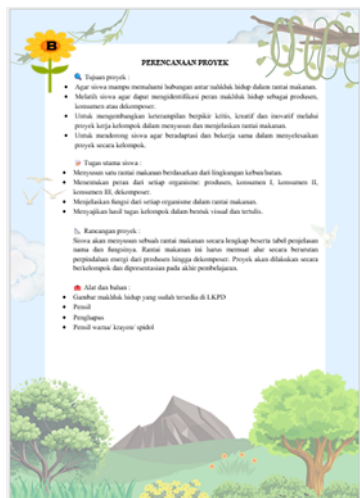 B
PERENCANAAN PROYEK
Tujuan proyek :
• Agar siswa mampu memahami hubungan antar makhluk hidup dalam rantai makanan.
• Melatih siswa agar dapat mengidentifikasi peran makhluk hidup sebagai produsen,
konsumen atau dekomposer.
• Untuk mengembangkan keterampilan berpikir kritis, kreatif dan inovatif melalui
proyek kerja kelompok dalam menyusun dan menjelaskan rantai makanan.
• Untuk mendorong siswa agar beradaptasi dan bekerja sama dalam menyelesaikan
proyek secara kelompok.
Tugas utama siswa :
• Menyusun satu rantai makanan berdasarkan dari lingkungan kebun/hutan.
• Menentukan peran dari setiap organisme: produsen, konsumen I, konsumen II,
konsumen III, dekomposer.
• Menjelaskan fungsi dari setiap organisme dalam rantai makanan.
• Menyajikan hasil tugas kelompok dalam bentuk visual dan tertulis.
Rancangan proyek :
Siswa akan menyusun sebuah rantai makanan secara lengkap beserta tabel penjelasan
nama dan fungsinya. Rantai makanan ini harus memuat alur secara berurutan
perpindahan energi dari produsen hingga dekomposer. Proyek akan dilakukan secara
berkelompok dan dipresentasikan pada akhir pembelajaran.
Alat dan bahan :
• Gambar makhluk hidup yang sudah tersedia di LKPD
• Pensil
• Penghapus
• Pensil warna/ krayon/ spidol